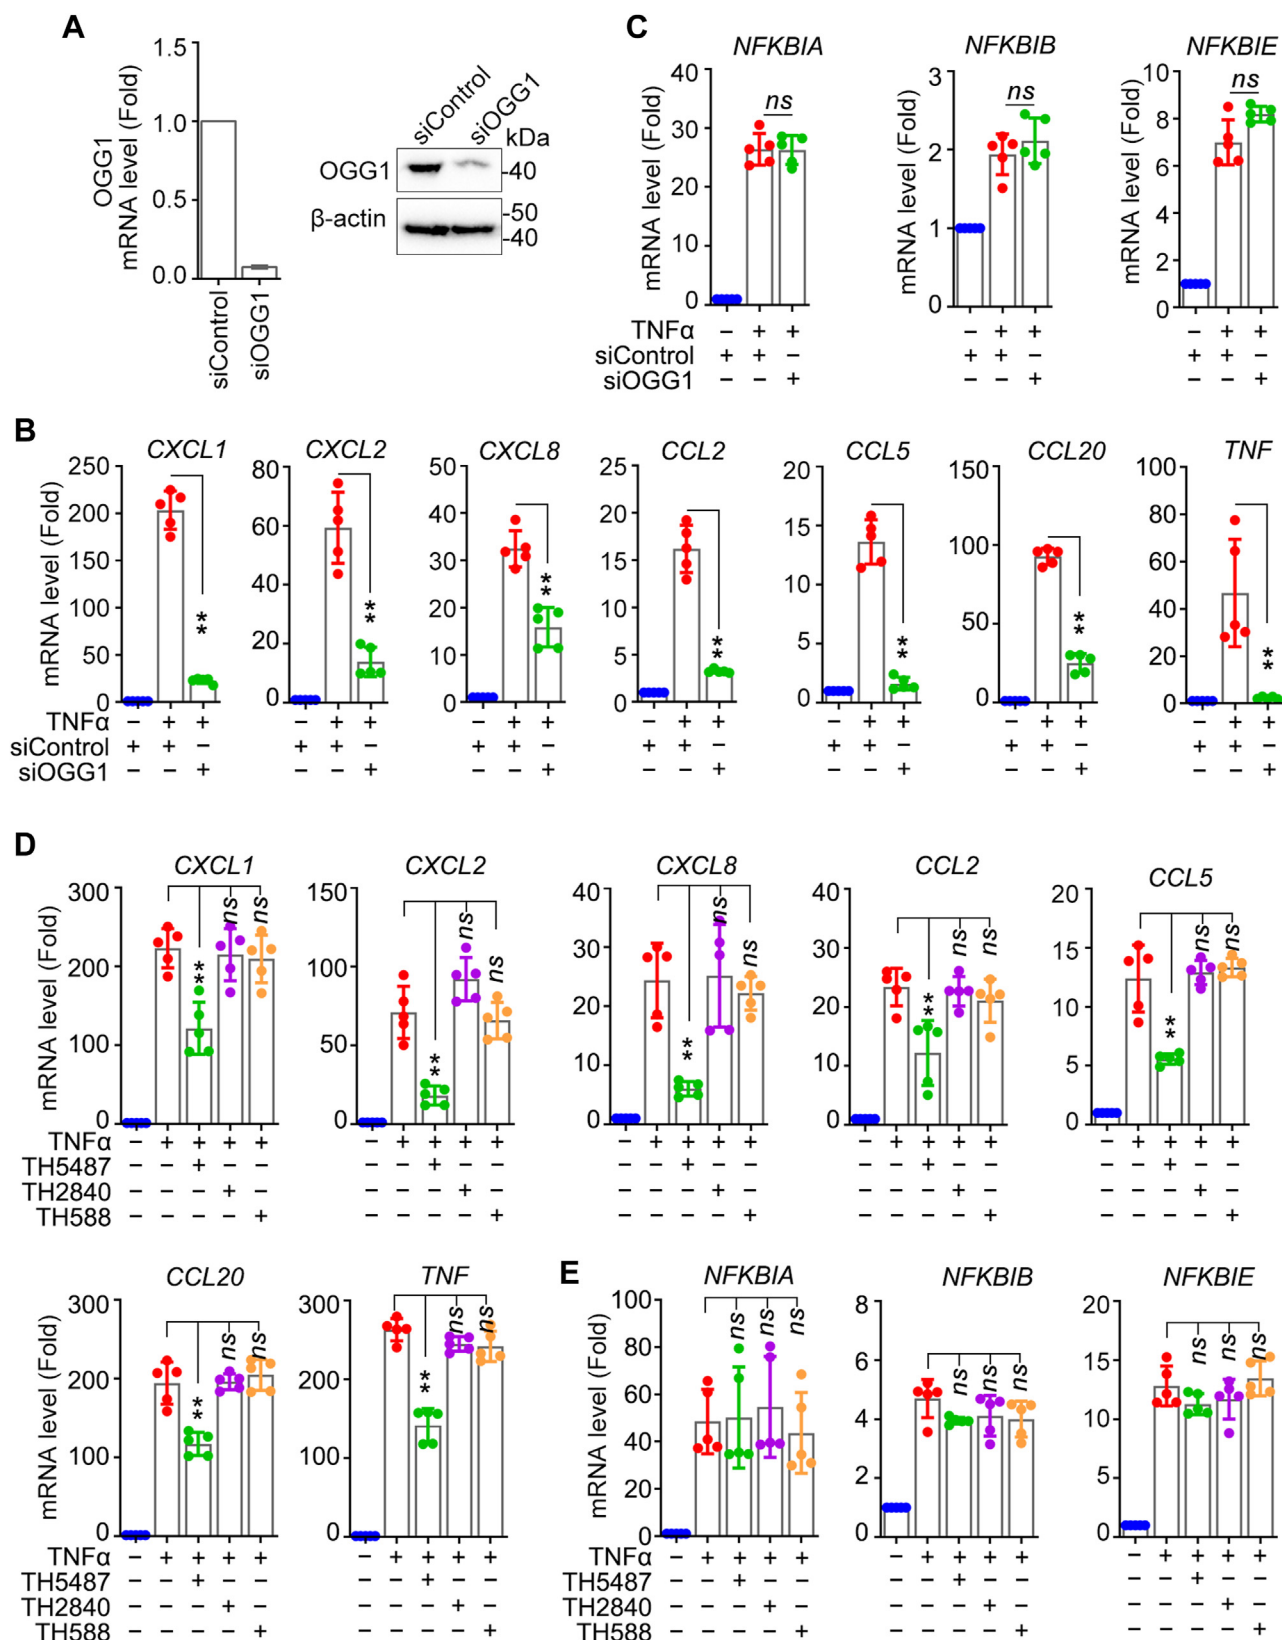 A
1.5
1.0
0.5
0.0
OGG1
mRNA level (Fold)
siControl
siOGG1
siControl
siOGG1
kDa
OGG1
-40
β-actin
-50
-40
C
NFKBIA
NFKBIB
NFKBIE
mRNA level (Fold)
40
30
20
10
0
ns
mRNA level (Fold)
3
2
1
0
ns
mRNA level (Fold)
10
8
6
4
2
0
ns
TNFα – + + – + + – + +
siControl + + – + + – + + –
siOGG1 – – + – – + – – +
B
CXCL1
CXCL2
CXCL8
CCL2
CCL5
CCL20
TNF
mRNA level (Fold)
250
200
150
100
50
0
**
80
60
40
20
0
**
50
40
30
20
10
0
**
25
20
15
10
5
0
**
20
15
10
5
0
**
150
100
50
0
**
100
80
60
40
20
0
**
TNFα – + + – + + – + + – + + – + + – + + – + +
siControl + + – + + – + + – + + – + + – + + – + + –
siOGG1 – – + – – + – – + – – + – – + – – + – – +
D
CXCL1
CXCL2
CXCL8
CCL2
CCL5
mRNA level (Fold)
300
200
100
0
** ns ns
150
100
50
0
** ns ns
40
30
20
10
0
** ns ns
40
30
20
10
0
** ns ns
20
15
10
5
0
** ns ns
TNFα – + + + + – + + + + – + + + + – + + + + – + + + +
TH5487 – – + – – – – + – – – – + – – – – + – – – – + – –
TH2840 – – – + – – – – + – – – – + – – – – + – – – – + –
TH588 – – – – + – – – – + – – – – + – – – – + – – – – +
CCL20
TNF
mRNA level (Fold)
300
200
100
0
** ns ns
300
200
100
0
** ns ns
TNFα – + + + + – + + + +
TH5487 – – + – – – – + – –
TH2840 – – – + – – – – + –
TH588 – – – – + – – – – +
E
NFKBIA
NFKBIB
NFKBIE
mRNA level (Fold)
100
80
60
40
20
0
ns ns ns
8
6
4
2
0
ns ns ns
20
15
10
5
0
ns ns ns
TNFα – + + + + – + + + + – + + + +
TH5487 – – + – – – – + – – – – + – –
TH2840 – – – + – – – – + – – – – + –
TH588 – – – – + – – – – + – – – – +